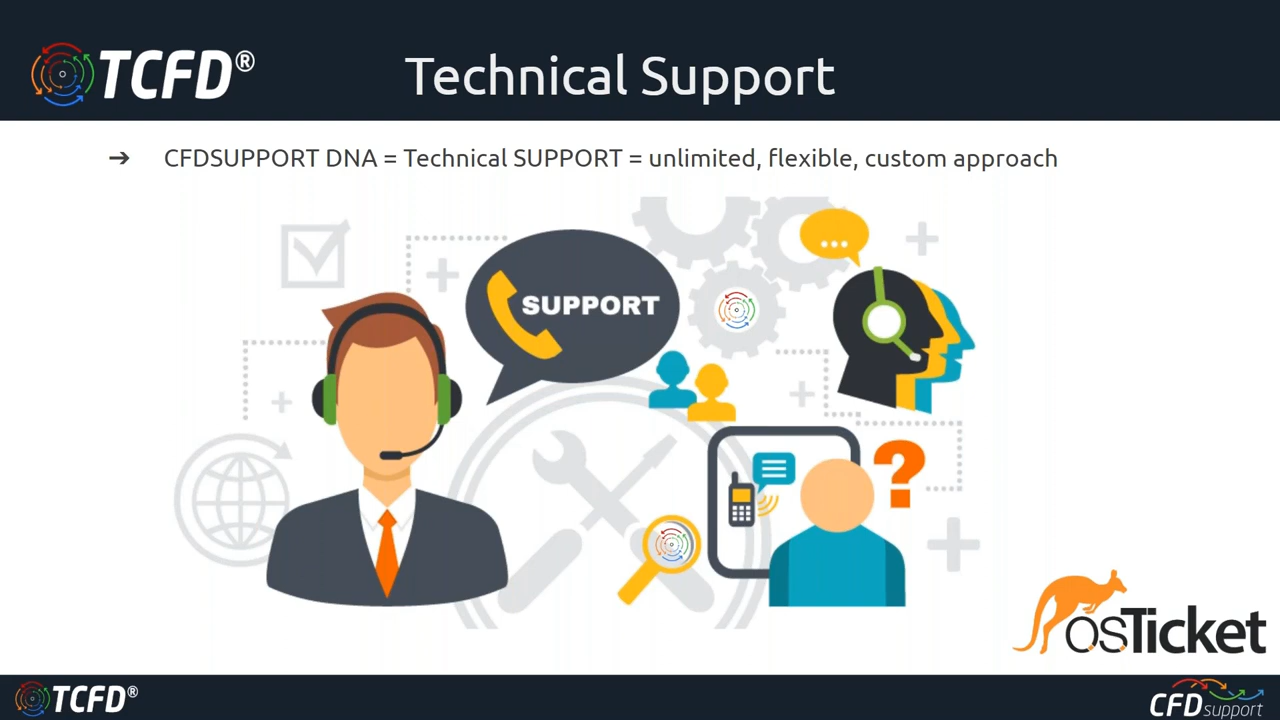 TCFD®
Technical Support
➔ CFDSUPPORT DNA = Technical SUPPORT = unlimited, flexible, custom approach
SUPPORT
?
osTicket
TCFD®
CFD support